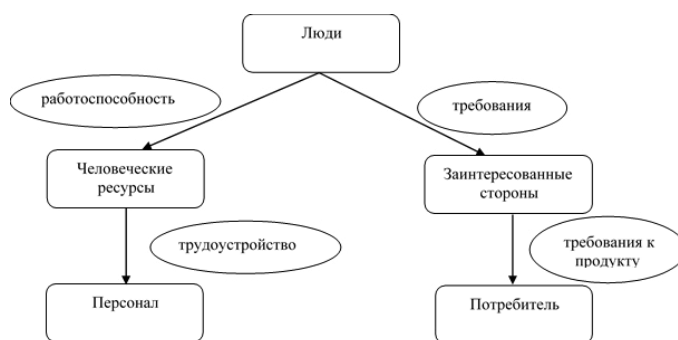 Люди
работоспособность
требования
Человеческие
ресурсы
Заинтересованные
стороны
трудоустройство
требования к
продукту
Персонал
Потребитель